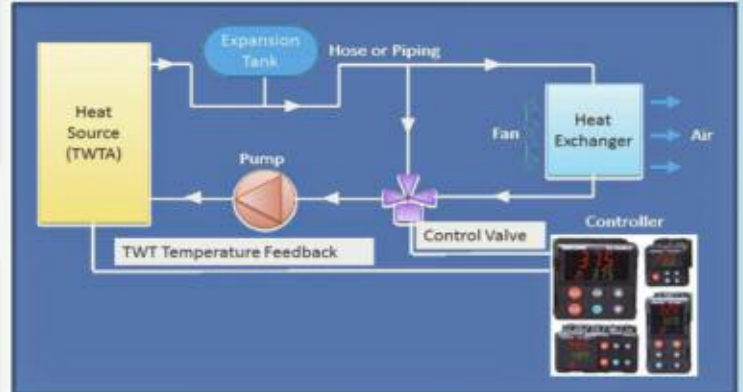 Expansion
Tank
Hose or Piping
Heat
Source
(TWTA)
Fan
Heat
Exchanger
Air
Pump
Controller
Control Valve
TWT Temperature Feedback